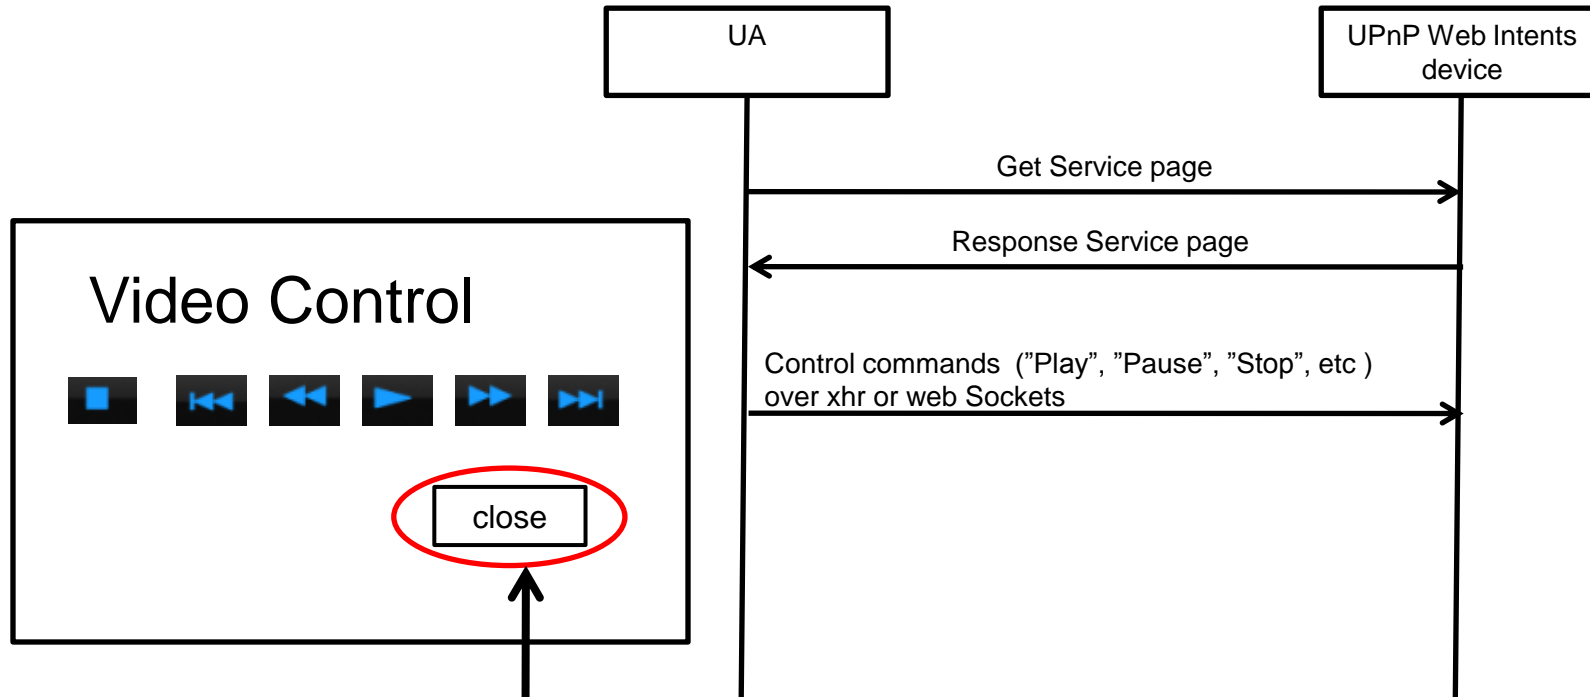 UA
UPnP Web Intents
device
Get Service page
Response Service page
Video Control
Control commands  (”Play”, ”Pause”, ”Stop”, etc )
over xhr or web Sockets
close